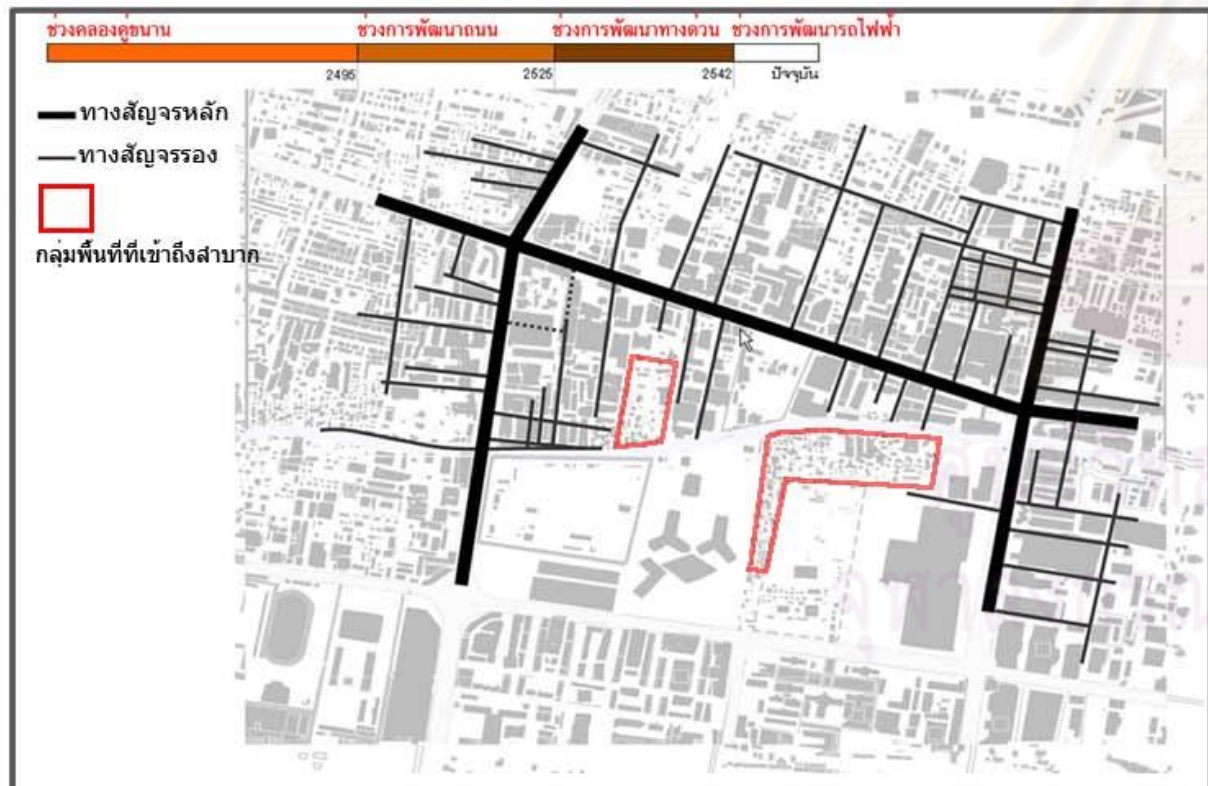 ช่วงคลองคูขนาน ช่วงการพัฒนาถนน ช่วงการพัฒนาทางด่วน ช่วงการพัฒนารถไฟฟ้า
2495 2525 2542 ปัจจุบัน
ทางสัญจรหลัก
ทางสัญจรรอง
กลุ่มพื้นที่ที่เข้าถึงลำบาก